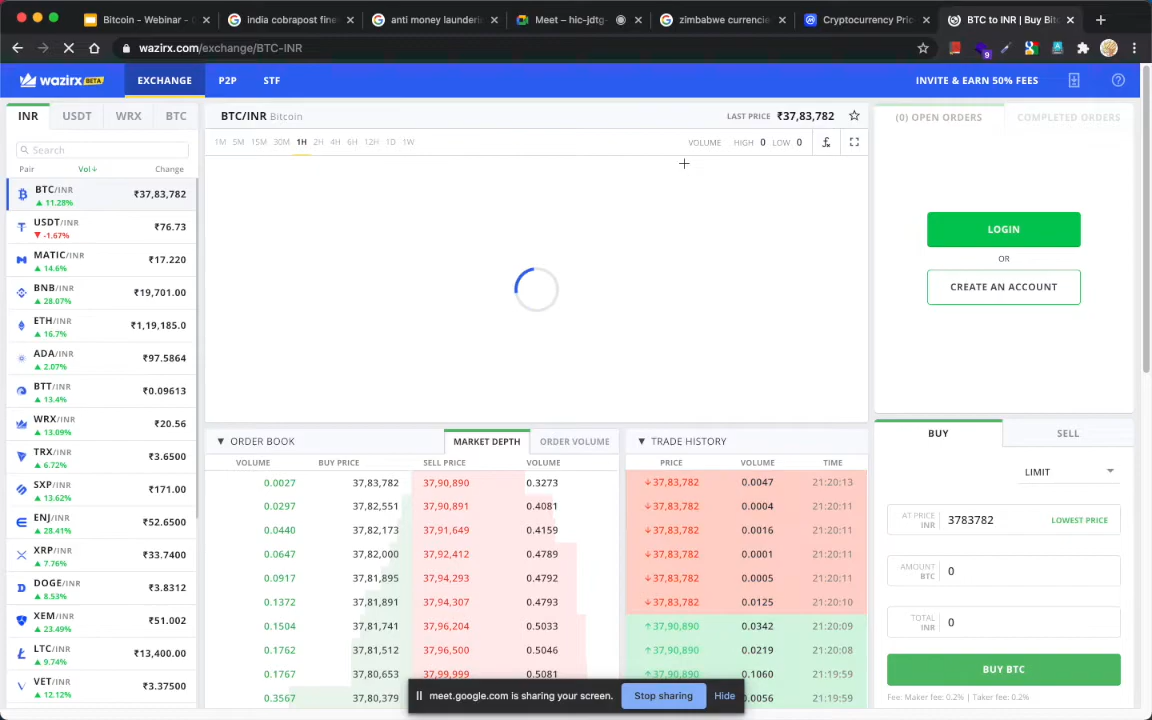 Bitcoin - Webinar - G
india cobrapost fine
anti money launderi
Meet – hic-jdtg-
zimbabwe currencie
Cryptocurrency Pric
BTC to INR | Buy Bitc
wazirx.com/exchange/BTC-INR
9
wazirx BETA
EXCHANGE
P2P
STF
INVITE & EARN 50% FEES
INR
USDT
WRX
BTC
Search
Pair
Vol
Change
BTC/INR
11.28%
₹37,83,782
USDT/INR
-1.67%
₹76.73
MATIC/INR
14.6%
₹17.220
BNB/INR
28.07%
₹19,701.00
ETH/INR
16.7%
₹1,19,185.0
ADA/INR
2.07%
₹97.5864
BTT/INR
13.4%
₹0.09613
WRX/INR
13.09%
₹20.56
TRX/INR
6.72%
₹3.6500
SXP/INR
13.62%
₹171.00
ENJ/INR
28.41%
₹52.6500
XRP/INR
7.76%
₹33.7400
DOGE/INR
8.53%
₹3.8312
XEM/INR
23.49%
₹51.002
LTC/INR
9.74%
₹13,400.00
VET/INR
12.12%
₹3.37500
BTC/INR Bitcoin
LAST PRICE ₹37,83,782
1M 5M 15M 30M 1H 2H 4H 6H 12H 1D 1W
VOLUME HIGH 0 LOW 0
ORDER BOOK
MARKET DEPTH
ORDER VOLUME
VOLUME BUY PRICE SELL PRICE VOLUME
0.0027 37,83,782 37,90,890 0.3273
0.0297 37,82,551 37,90,891 0.4081
0.0440 37,82,173 37,91,649 0.4159
0.0647 37,82,000 37,92,412 0.4789
0.0917 37,81,895 37,94,293 0.4792
0.1372 37,81,891 37,94,307 0.4793
0.1504 37,81,741 37,96,204 0.5033
0.1762 37,81,512 37,96,500 0.5046
0.1767 37,80,653 37,99,999 0.5081
0.3567 37,80,379
TRADE HISTORY
PRICE VOLUME TIME
37,83,782 0.0047 21:20:13
37,83,782 0.0004 21:20:11
37,83,782 0.0016 21:20:11
37,83,782 0.0001 21:20:11
37,83,782 0.0005 21:20:11
37,83,782 0.0125 21:20:10
37,90,890 0.0342 21:20:09
37,90,890 0.0219 21:20:08
37,90,890 0.1060 21:19:59
0.0056 21:19:59
(0) OPEN ORDERS
COMPLETED ORDERS
LOGIN
OR
CREATE AN ACCOUNT
BUY
SELL
LIMIT
AT PRICE INR
3783782
LOWEST PRICE
AMOUNT BTC
0
TOTAL INR
0
BUY BTC
Fee: Maker fee: 0.2% | Taker fee: 0.2%
meet.google.com is sharing your screen.
Stop sharing
Hide